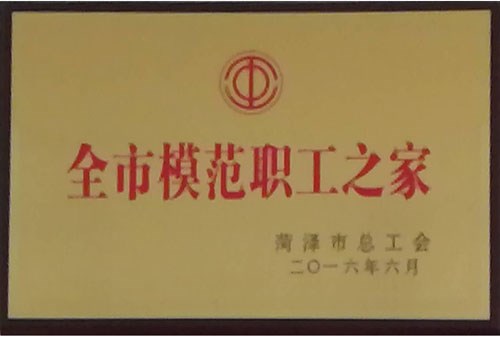 全市模范职工之家
菏泽市总工会
二〇一六年六月